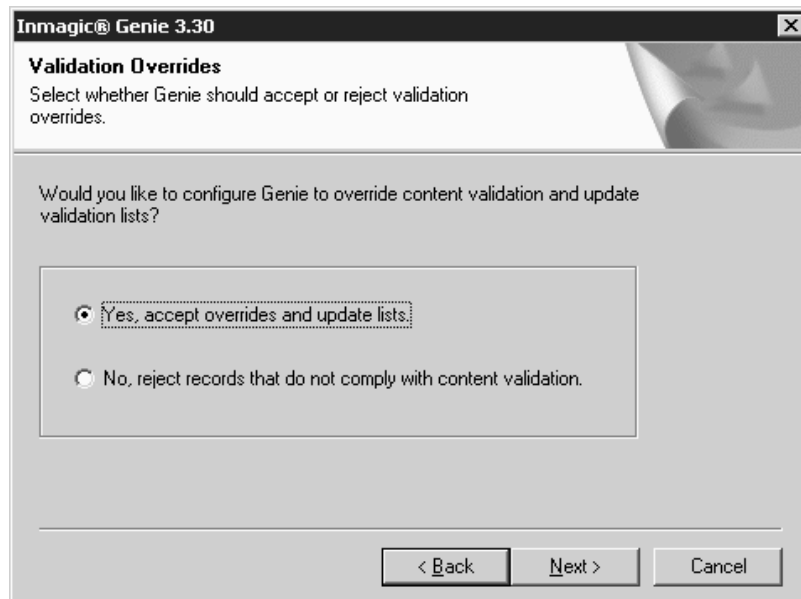 Inmagic® Genie 3.30
Validation Overrides
Select whether Genie should accept or reject validation
overrides.
Would you like to configure Genie to override content validation and update
validation lists?
Yes, accept overrides and update lists.
No, reject records that do not comply with content validation.
< Back
Next >
Cancel